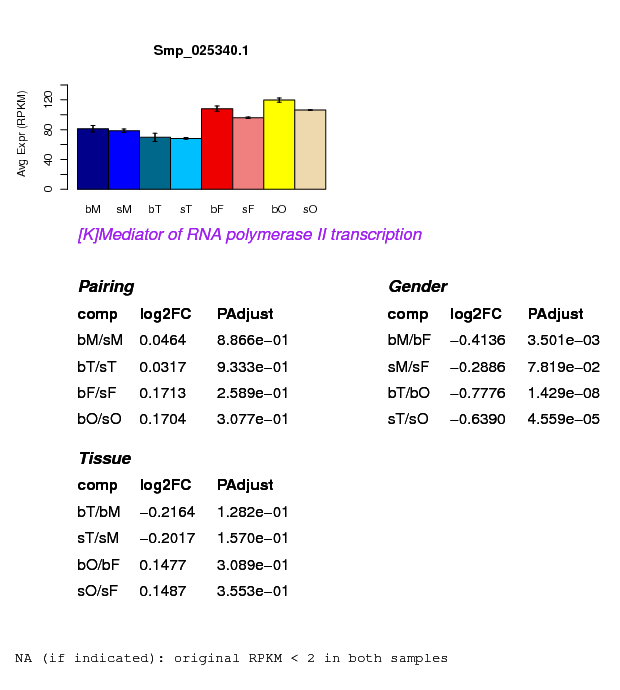 Smp_025340.1
Avg Expr (RPKM)
0 40 80 120
bM sM bT sT bF sF bO sO
[K]Mediator of RNA polymerase II transcription
Pairing
comp log2FC PAdjust
bM/sM 0.0464 8.866e−01
bT/sT 0.0317 9.333e−01
bF/sF 0.1713 2.589e−01
bO/sO 0.1704 3.077e−01
Gender
comp log2FC PAdjust
bM/bF −0.4136 3.501e−03
sM/sF −0.2886 7.819e−02
bT/bO −0.7776 1.429e−08
sT/sO −0.6390 4.559e−05
Tissue
comp log2FC PAdjust
bT/bM −0.2164 1.282e−01
sT/sM −0.2017 1.570e−01
bO/bF 0.1477 3.089e−01
sO/sF 0.1487 3.553e−01
NA (if indicated): original RPKM < 2 in both samples